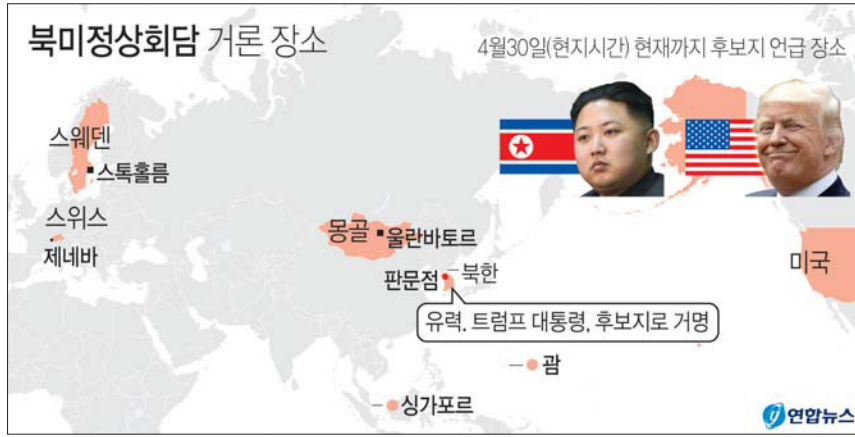 북미정상회담 거론 장소
4월30일(현지시간) 현재까지 후보지 언급 장소
스웨덴
스톡홀름
스위스
제네바
몽골
울란바토르
판문점
북한
미국
유력. 트럼프 대통령, 후보지로 거명
괌
싱가포르
연합뉴스